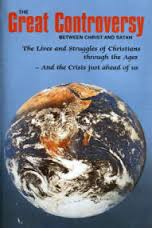 THE
Great Controversy
BETWEEN CHRIST AND SATAN
The Lives and Struggles of Christians
through the Ages
– And the Crisis just ahead of us